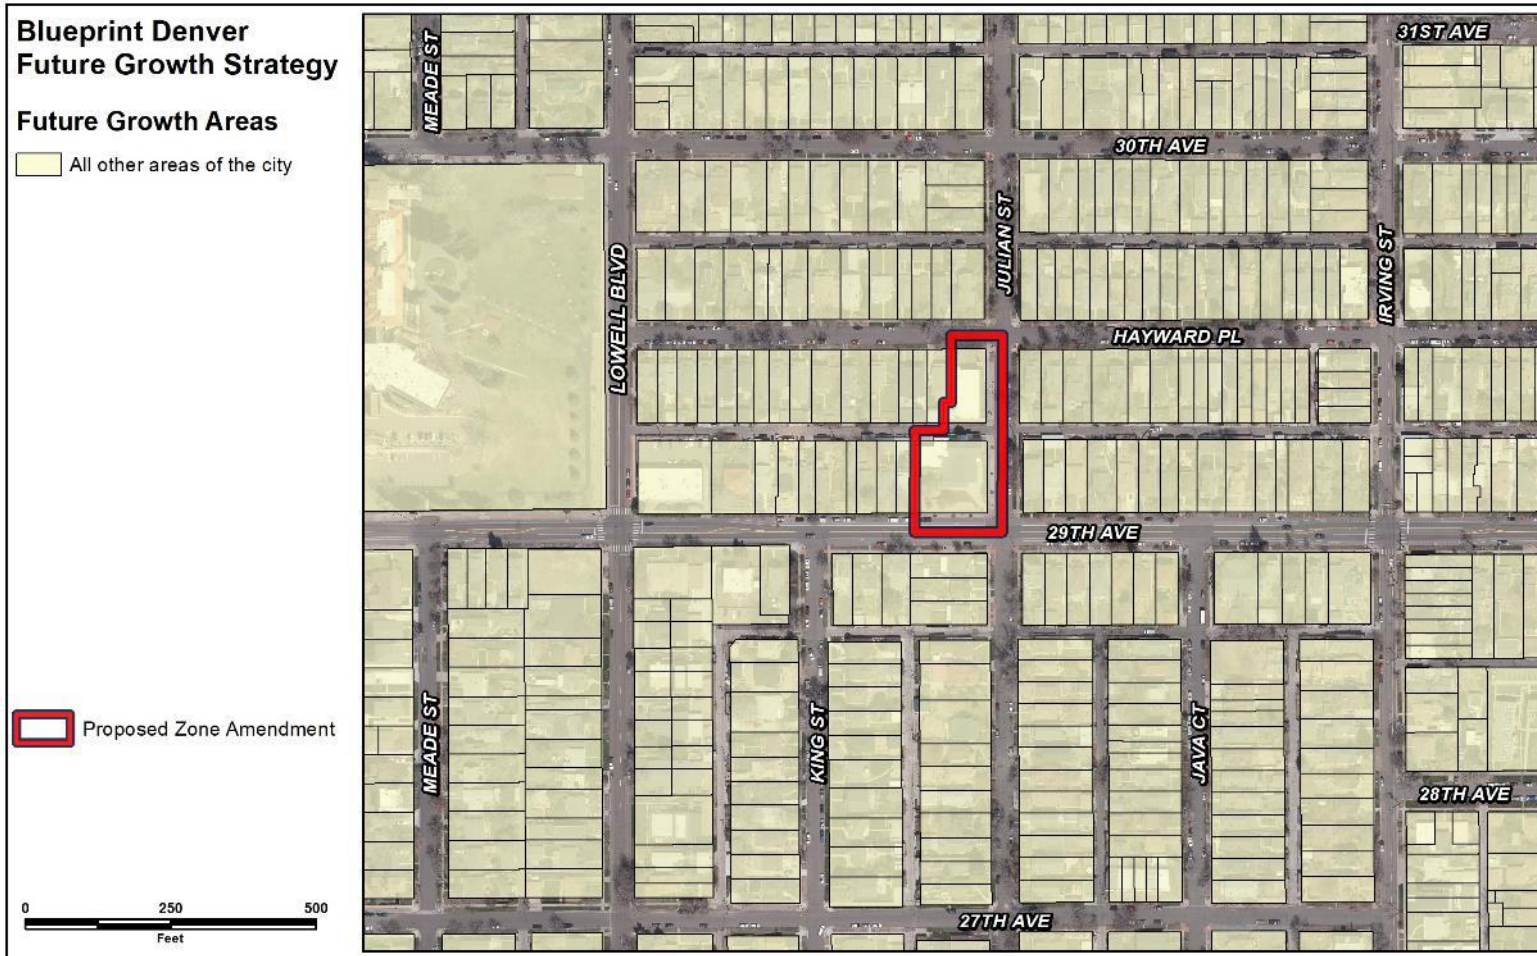 Blueprint Denver
Future Growth Strategy
Future Growth Areas
All other areas of the city
Proposed Zone Amendment
0 250 500
Feet
31ST AVE
MEADE ST
30TH AVE
JULIAN ST
IRVING ST
LOWELL BLVD
HAYWARD PL
29TH AVE
MEADE ST
KING ST
JAVA CT
28TH AVE
27TH AVE